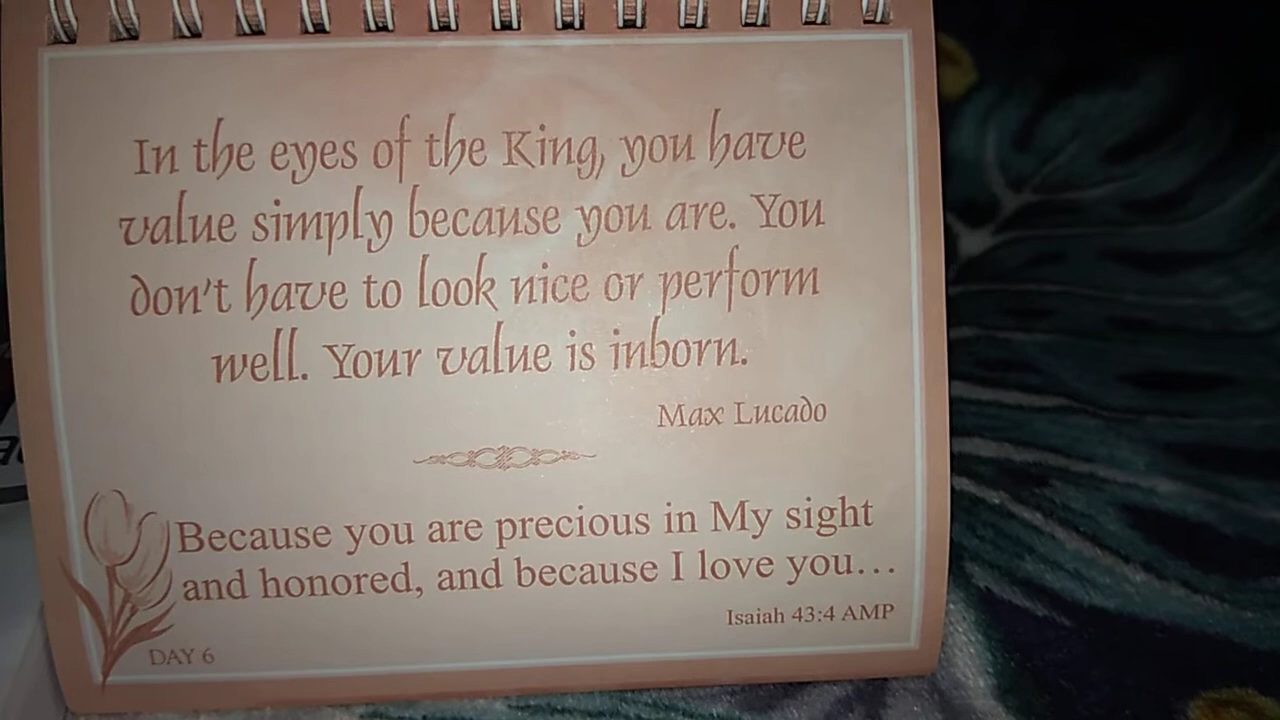 In the eyes of the King, you have
value simply because you are. You
don't have to look nice or perform
well. Your value is inborn.
Max Lucado
Because you are precious in My sight
and honored, and because I love you...
Isaiah 43:4 AMP
DAY 6